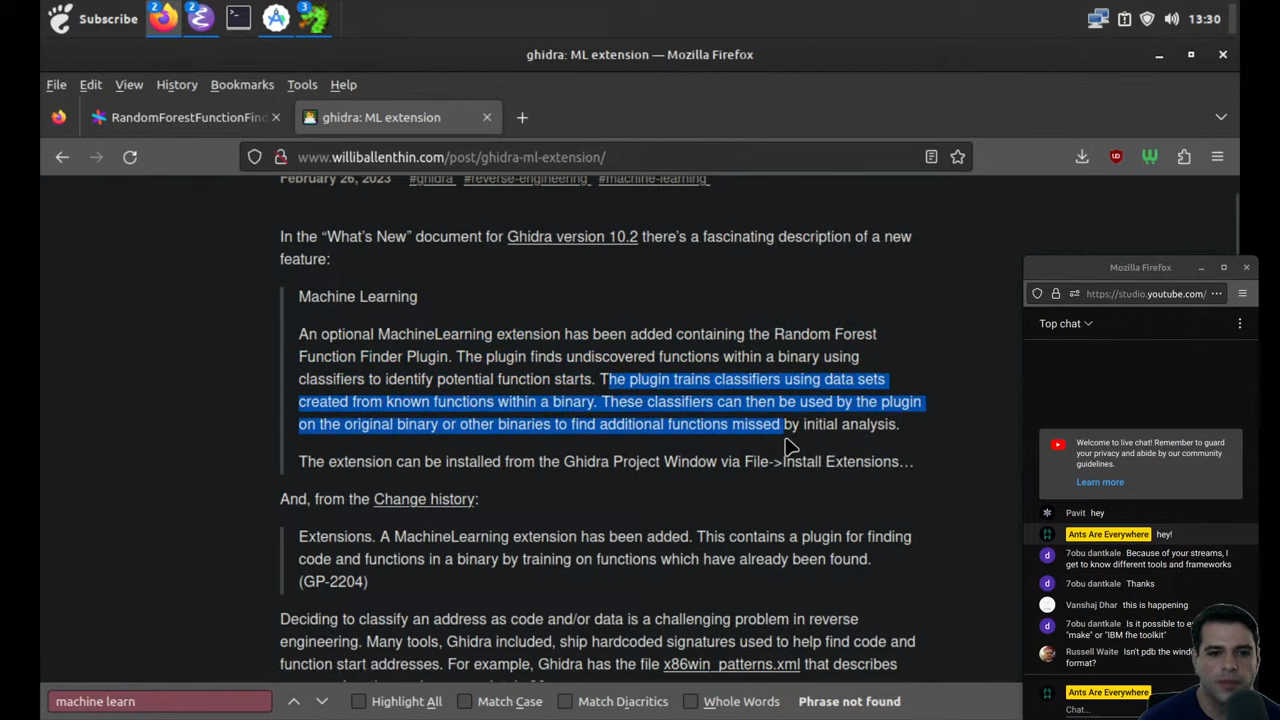 Subscribe
2
2
3
13:30
ghidra: ML extension — Mozilla Firefox
File Edit View History Bookmarks Tools Help
RandomForestFunctionFind
ghidra: ML extension
www.williballenthin.com/post/ghidra-ml-extension/
February 26, 2023 #ghidra #reverse-engineering #machine-learning
In the “What’s New” document for Ghidra version 10.2 there’s a fascinating description of a new
feature:
Machine Learning
An optional MachineLearning extension has been added containing the Random Forest
Function Finder Plugin. The plugin finds undiscovered functions within a binary using
classifiers to identify potential function starts. The plugin trains classifiers using data sets
created from known functions within a binary. These classifiers can then be used by the plugin
on the original binary or other binaries to find additional functions missed by initial analysis.
The extension can be installed from the Ghidra Project Window via File->Install Extensions…
And, from the Change history:
Extensions. A MachineLearning extension has been added. This contains a plugin for finding
code and functions in a binary by training on functions which have already been found.
(GP-2204)
Deciding to classify an address as code and/or data is a challenging problem in reverse
engineering. Many tools, Ghidra included, ship hardcoded signatures used to help find code and
function start addresses. For example, Ghidra has the file x86win_patterns.xml that describes
machine learn
Highlight All Match Case Match Diacritics Whole Words Phrase not found
Mozilla Firefox
https://studio.youtube.com/
Top chat
Welcome to live chat! Remember to guard
your privacy and abide by our community
guidelines.
Learn more
Pavit hey
Ants Are Everywhere hey!
7obu dantkale Because of your streams, I
get to know different tools and frameworks
7obu dantkale Thanks
Vanshaj Dhar this is happening
7obu dantkale Is it possible to
"make" or "IBM fhe toolkit"
Russell Waite Isn't pdb the
format?
Ants Are Everywhere
Chat...